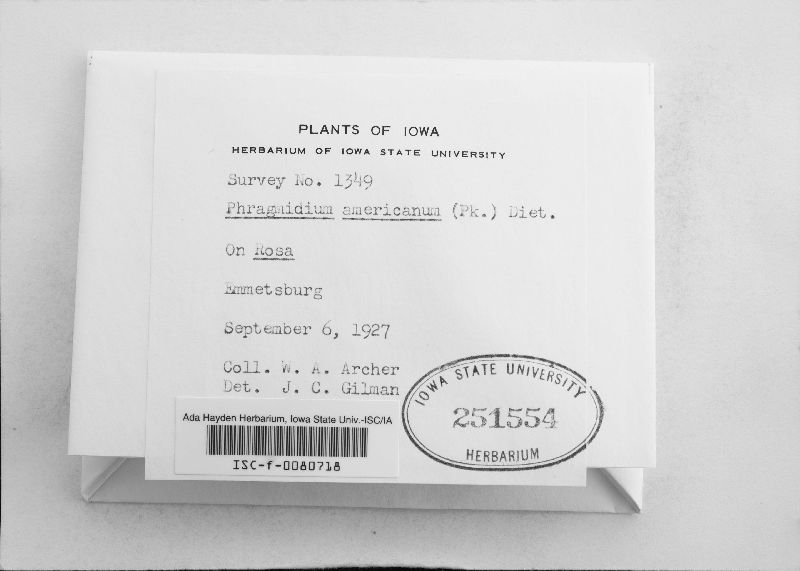 PLANTS OF IOWA
HERBARIUM OF IOWA STATE UNIVERSITY
Survey No. 1349
Phragmidium americanum (Pk.) Diet.
On Rosa
Emmetsburg
September 6, 1927
Coll. W. A. Archer
Det. J. C. Gilman
Ada Hayden Herbarium, Iowa State Univ.-ISC/IA
ISC-f-0080718
IOWA STATE UNIVERSITY
251554
HERBARIUM